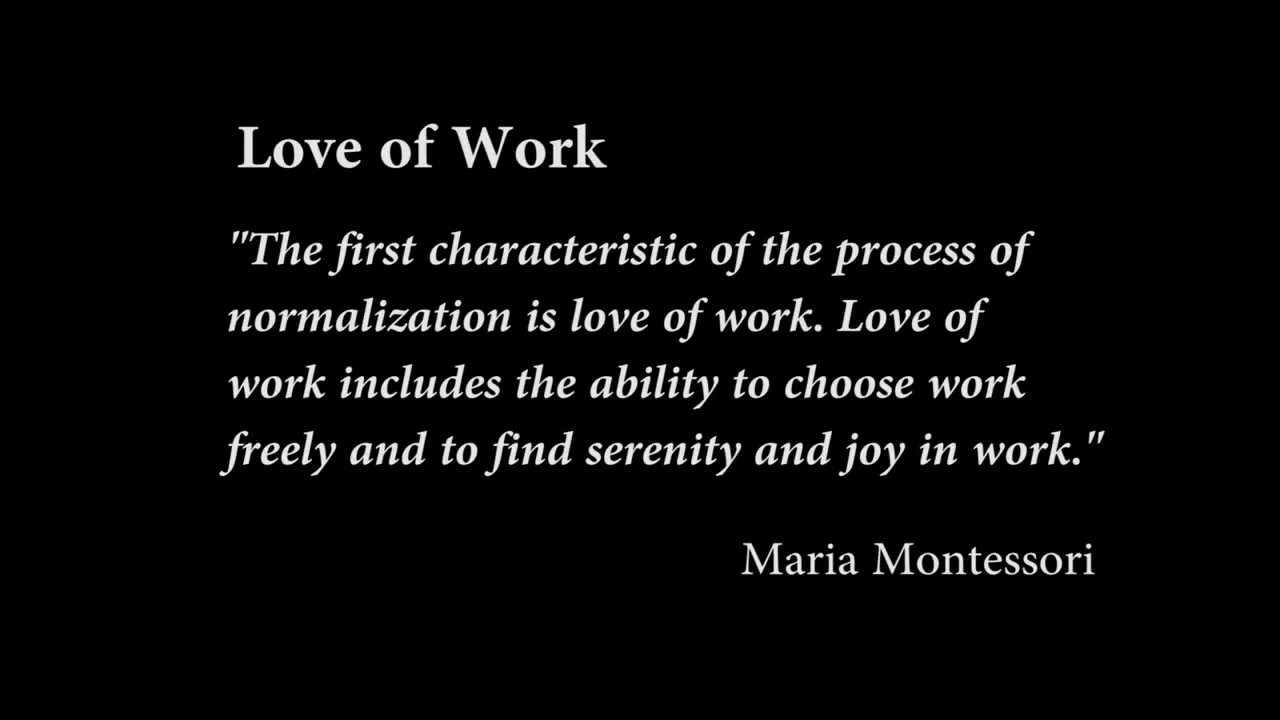 Love of Work
"The first characteristic of the process of
normalization is love of work. Love of
work includes the ability to choose work
freely and to find serenity and joy in work."
Maria Montessori